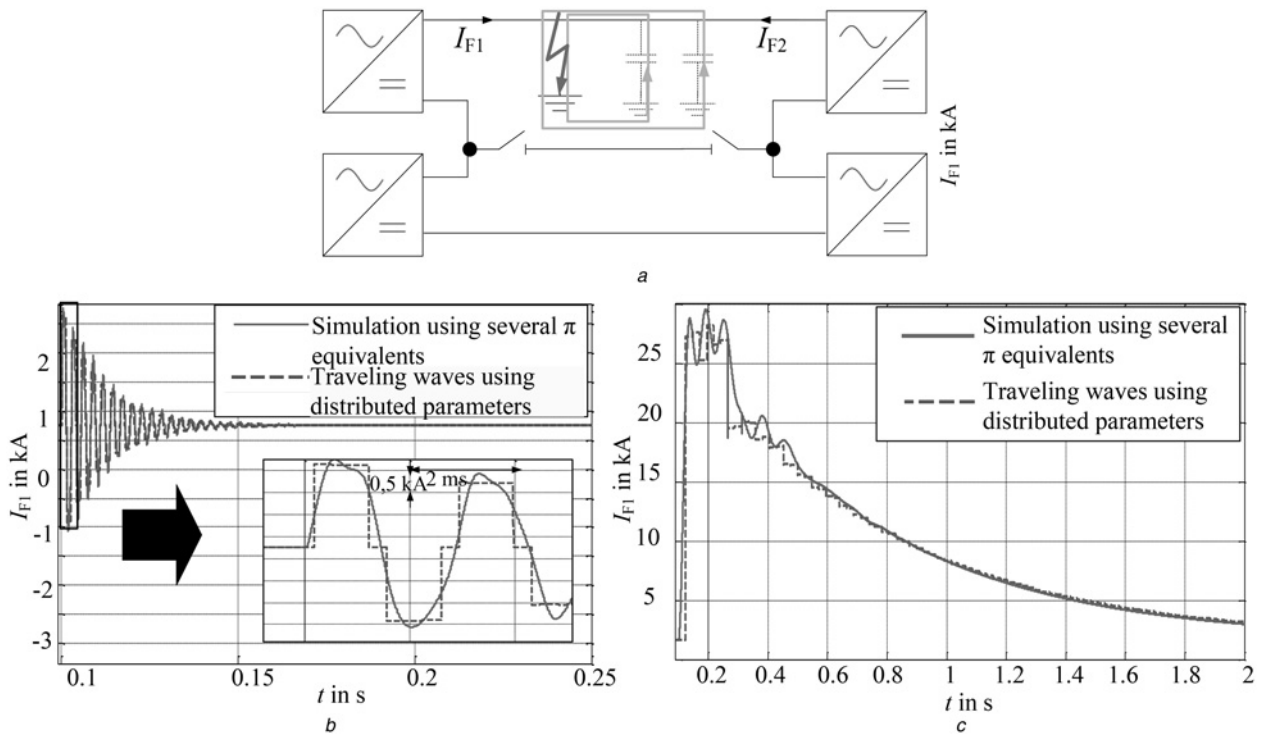 I_F1
I_F2
I_F1 in kA
a
Simulation using several π
equivalents
Traveling waves using
distributed parameters
2
1
0
-1
-2
-3
I_F1 in kA
0,5 kA
2 ms
0.1
0.15
0.2
0.25
t in s
b
Simulation using several
π equivalents
Traveling waves using
distributed parameters
25
20
15
10
5
I_F1 in kA
0.2
0.4
0.6
0.8
1
1.2
1.4
1.6
1.8
2
t in s
c